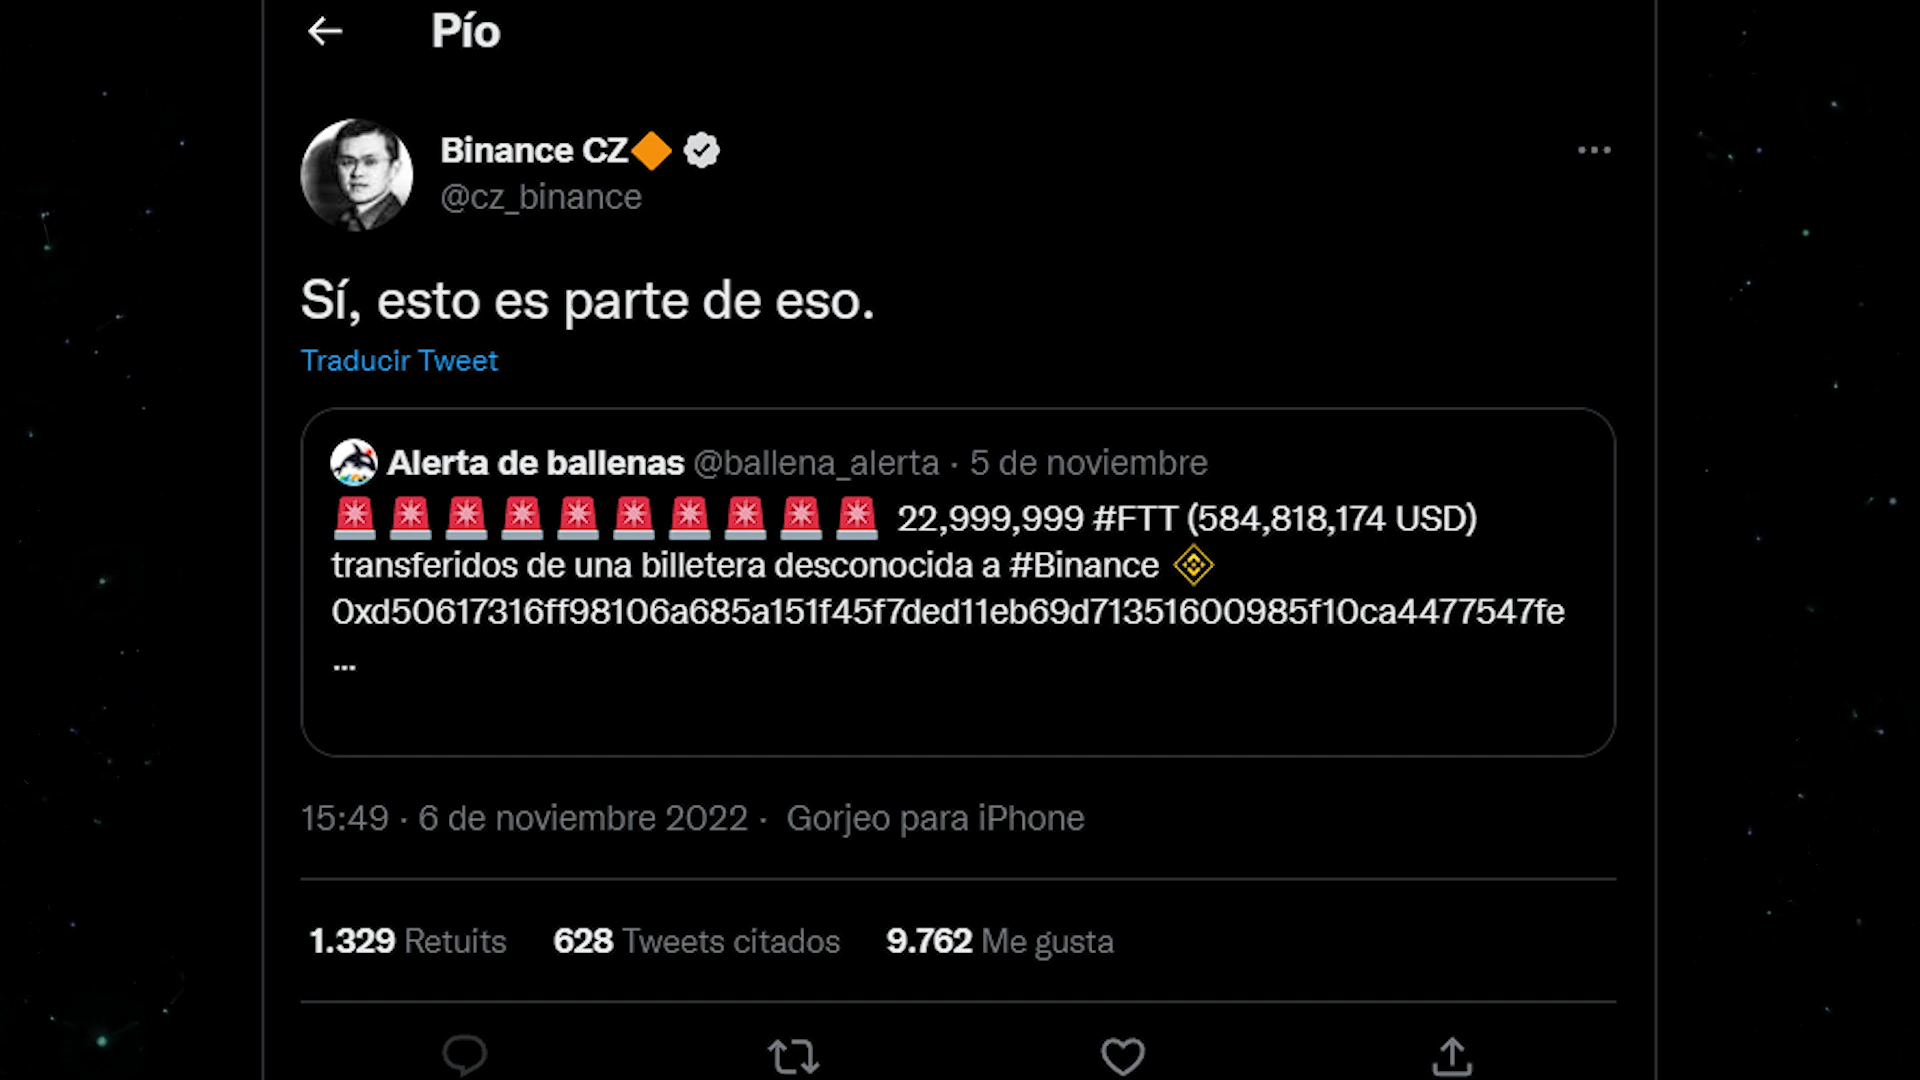 Pío
Binance CZ🔶
@cz_binance
Sí, esto es parte de eso.
Traducir Tweet
Alerta de ballenas @ballena_alerta · 5 de noviembre
🚨 🚨 🚨 🚨 🚨 🚨 🚨 🚨 🚨 🚨 22,999,999 #FTT (584,818,174 USD)
transferidos de una billetera desconocida a #Binance
0xd50617316ff98106a685a151f45f7ded11eb69d71351600985f10ca4477547fe
...
15:49 · 6 de noviembre 2022 · Gorjeo para iPhone
1.329 Retuits 628 Tweets citados 9.762 Me gusta